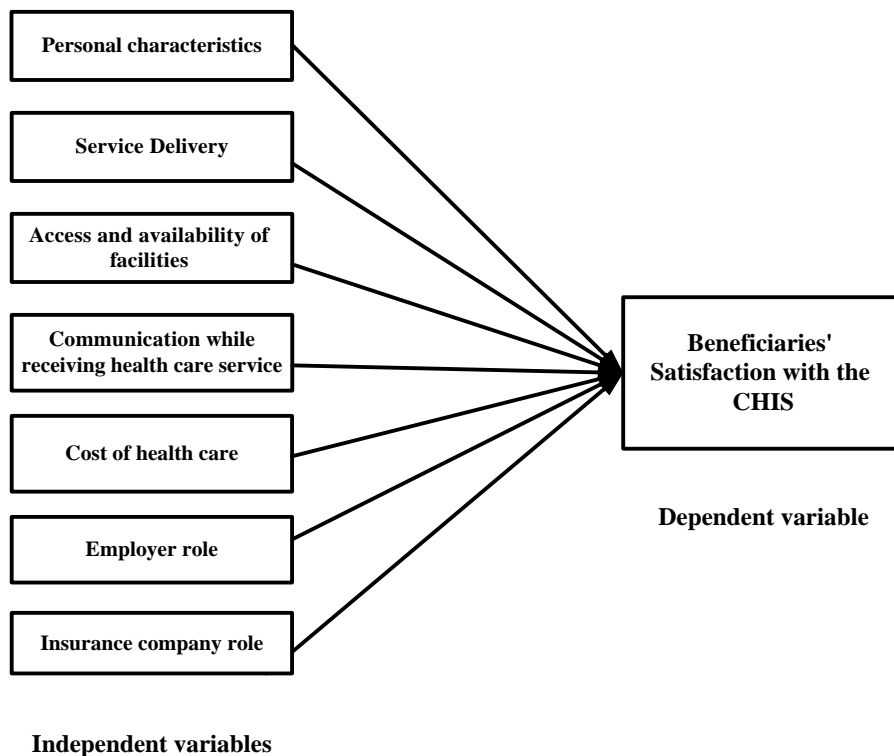 Personal characteristics
Service Delivery
Access and availability of
facilities
Communication while
receiving health care service
Cost of health care
Employer role
Insurance company role
Independent variables
Beneficiaries'
Satisfaction with the
CHIS
Dependent variable